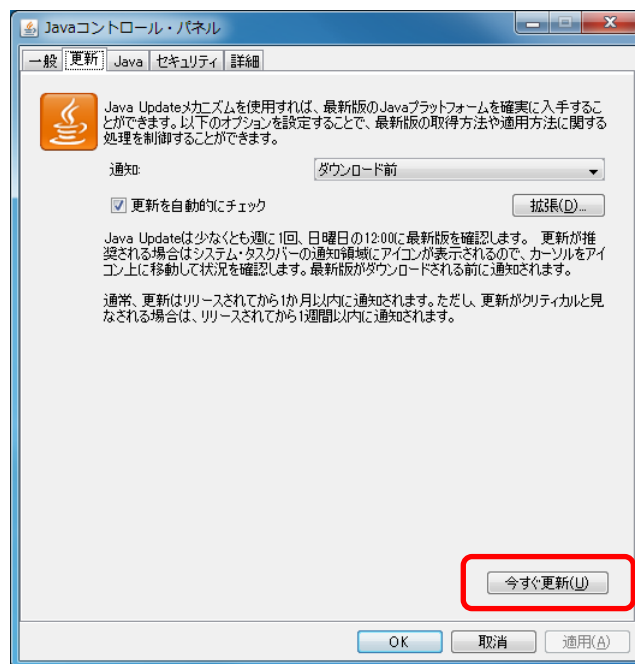 Javaコントロール・パネル
一般 更新 Java セキュリティ 詳細
Java Updateメカニズムを使用すれば、最新版のJavaプラットフォームを確実に入手するこ
とができます。以下のオプションを設定することで、最新版の取得方法や適用方法に関する
処理を制御することができます。
通知: ダウンロード前
更新を自動的にチェック 拡張(D)...
Java Updateは少なくとも週に1回、日曜日の12:00に最新版を確認します。 更新が推
奨される場合はシステム・タスクバーの通知領域にアイコンが表示されるので、カーソルをアイ
コン上に移動して状況を確認します。最新版がダウンロードされる前に通知されます。
通常、更新はリリースされてから1か月以内に通知されます。ただし、更新がクリティカルと見
なされる場合は、リリースされてから1週間以内に通知されます。
今すぐ更新(U)
OK 取消 適用(A)